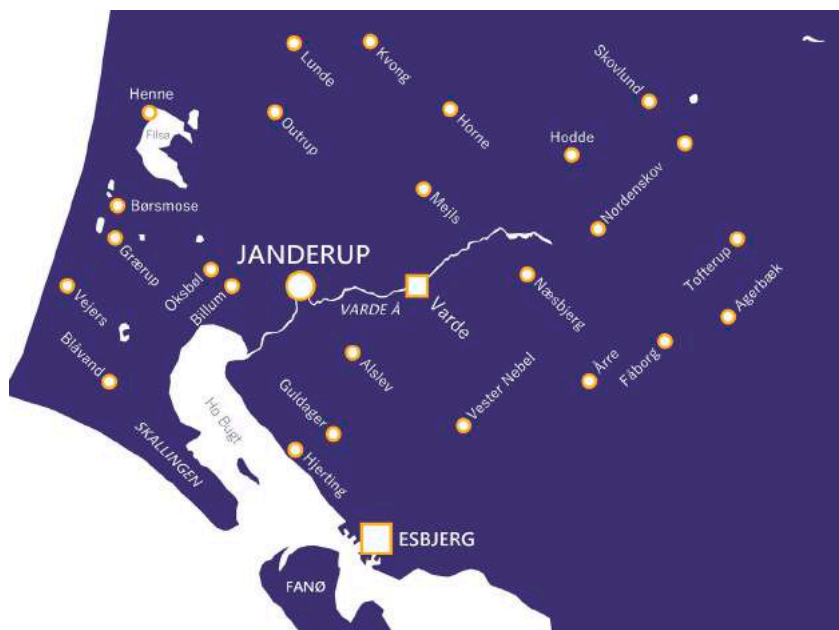 Lunde
Kvong
Skovlund
Henne
Filsø
Outrup
Horne
Hodde
Mejls
Nordenskov
Børsmose
Grærup
JANDERUP
Tofterup
Oksbøl
Billum
Vejers
VARDE Å
Varde
Næsbjerg
Agerbæk
Blåvand
Alslev
Vester Nebel
Årre
Fåborg
Ho Bugt
Guldager
SKALLINGEN
Hjerting
ESBJERG
FANØ